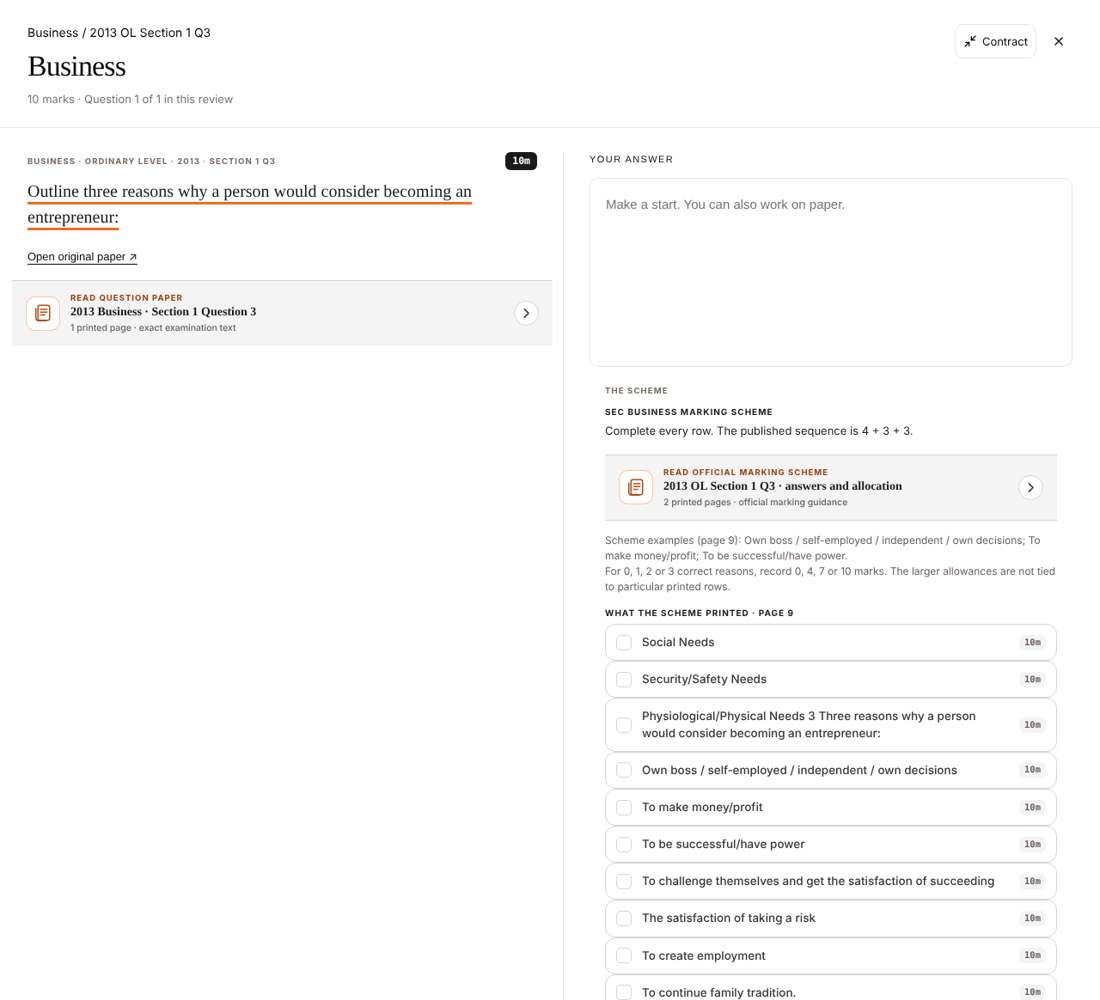 Business / 2013 OL Section 1 Q3
Business
10 marks · Question 1 of 1 in this review
Contract
BUSINESS · ORDINARY LEVEL · 2013 · SECTION 1 Q3
10m
Outline three reasons why a person would consider becoming an
entrepreneur:
Open original paper ↗
READ QUESTION PAPER
2013 Business · Section 1 Question 3
1 printed page · exact examination text
YOUR ANSWER
Make a start. You can also work on paper.
THE SCHEME
SEC BUSINESS MARKING SCHEME
Complete every row. The published sequence is 4 + 3 + 3.
READ OFFICIAL MARKING SCHEME
2013 OL Section 1 Q3 · answers and allocation
2 printed pages · official marking guidance
Scheme examples (page 9): Own boss / self-employed / independent / own decisions; To
make money/profit; To be successful/have power.
For 0, 1, 2 or 3 correct reasons, record 0, 4, 7 or 10 marks. The larger allowances are not tied
to particular printed rows.
WHAT THE SCHEME PRINTED · PAGE 9
Social Needs 10m
Security/Safety Needs 10m
Physiological/Physical Needs 3 Three reasons why a person
would consider becoming an entrepreneur:
10m
Own boss / self-employed / independent / own decisions 10m
To make money/profit 10m
To be successful/have power 10m
To challenge themselves and get the satisfaction of succeeding 10m
The satisfaction of taking a risk 10m
To create employment 10m
To continue family tradition. 10m